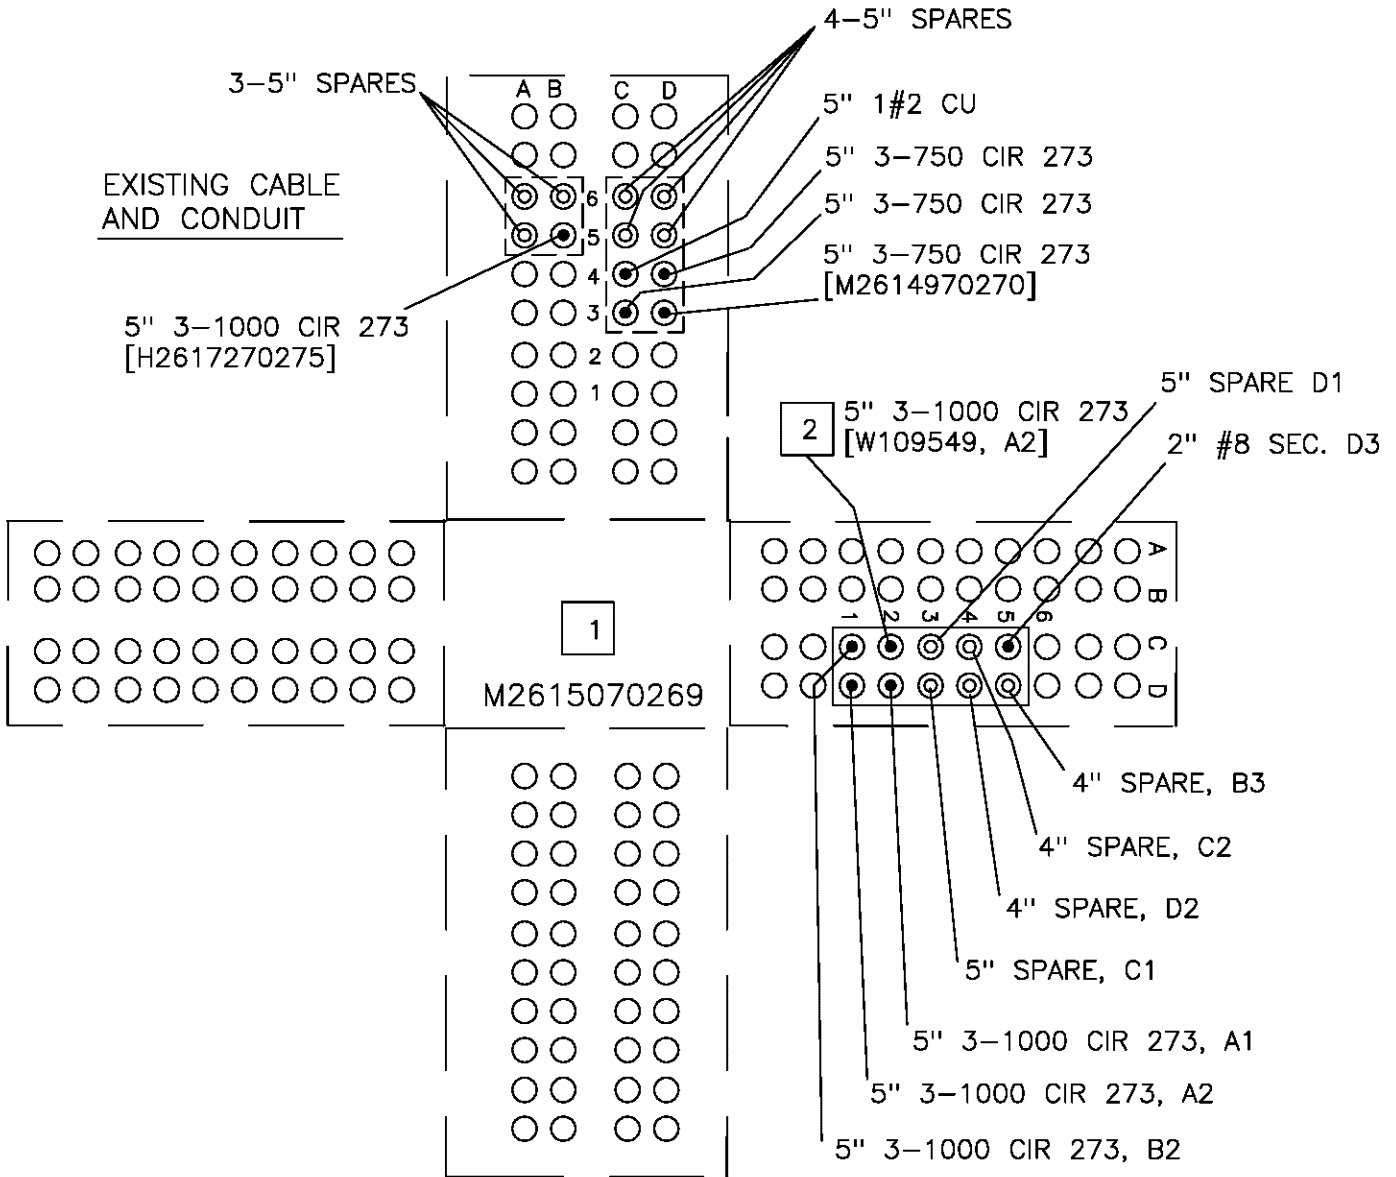 4-5" SPARES
3-5" SPARES
A B C D
5" 1#2 CU
5" 3-750 CIR 273
5" 3-750 CIR 273
5" 3-750 CIR 273
[M2614970270]
EXISTING CABLE
AND CONDUIT
6
5
4
3
2
1
5" 3-1000 CIR 273
[H2617270275]
5" SPARE D1
2
5" 3-1000 CIR 273
[W109549, A2]
2" #8 SEC. D3
A
B
C
D
1 2 3 4 5 6
1
M2615070269
4" SPARE, B3
4" SPARE, C2
4" SPARE, D2
5" SPARE, C1
5" 3-1000 CIR 273, A1
5" 3-1000 CIR 273, A2
5" 3-1000 CIR 273, B2